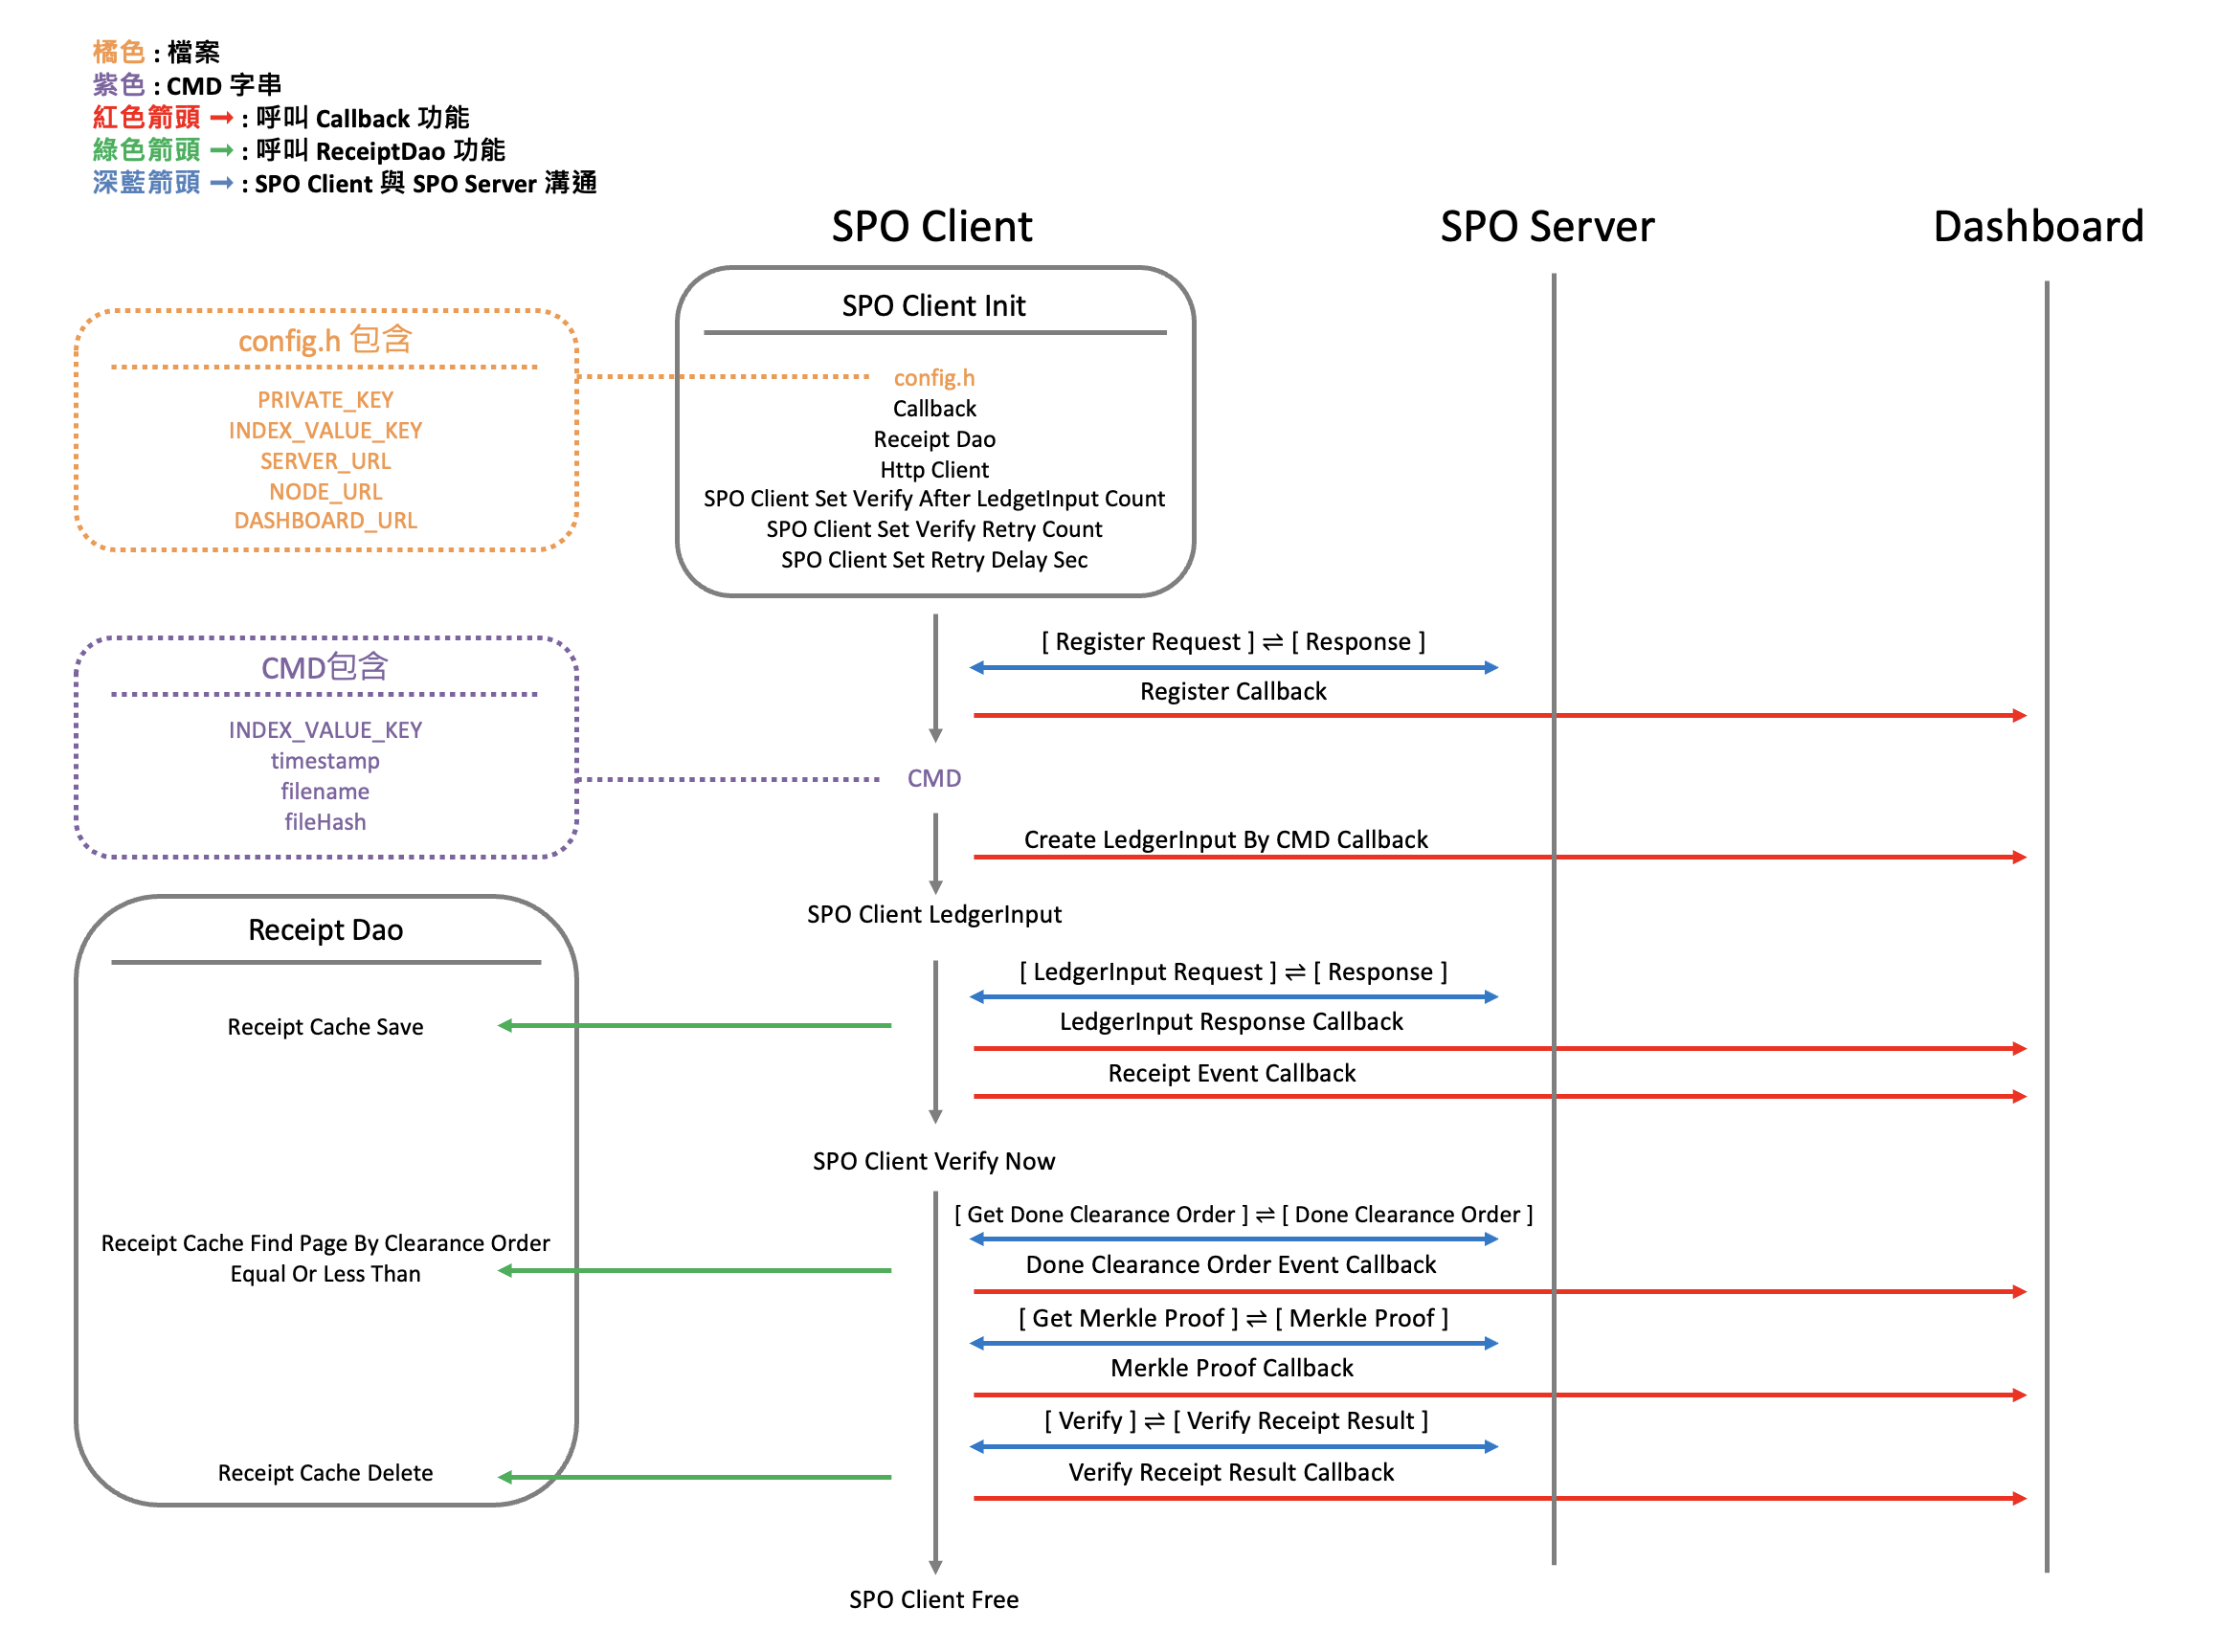 橘色 : 檔案
紫色 : CMD 字串
紅色箭頭 → : 呼叫 Callback 功能
綠色箭頭 → : 呼叫 ReceiptDao 功能
深藍箭頭 → : SPO Client 與 SPO Server 溝通
SPO Client
SPO Server
Dashboard
SPO Client Init
config.h
Callback
Receipt Dao
Http Client
SPO Client Set Verify After LedgetInput Count
SPO Client Set Verify Retry Count
SPO Client Set Retry Delay Sec
config.h 包含
PRIVATE_KEY
INDEX_VALUE_KEY
SERVER_URL
NODE_URL
DASHBOARD_URL
[ Register Request ] ⇌ [ Response ]
Register Callback
CMD包含
INDEX_VALUE_KEY
timestamp
filename
fileHash
CMD
Create LedgerInput By CMD Callback
SPO Client LedgerInput
Receipt Dao
[ LedgerInput Request ] ⇌ [ Response ]
Receipt Cache Save
LedgerInput Response Callback
Receipt Event Callback
SPO Client Verify Now
[ Get Done Clearance Order ] ⇌ [ Done Clearance Order ]
Receipt Cache Find Page By Clearance Order
Equal Or Less Than
Done Clearance Order Event Callback
[ Get Merkle Proof ] ⇌ [ Merkle Proof ]
Merkle Proof Callback
[ Verify ] ⇌ [ Verify Receipt Result ]
Receipt Cache Delete
Verify Receipt Result Callback
SPO Client Free